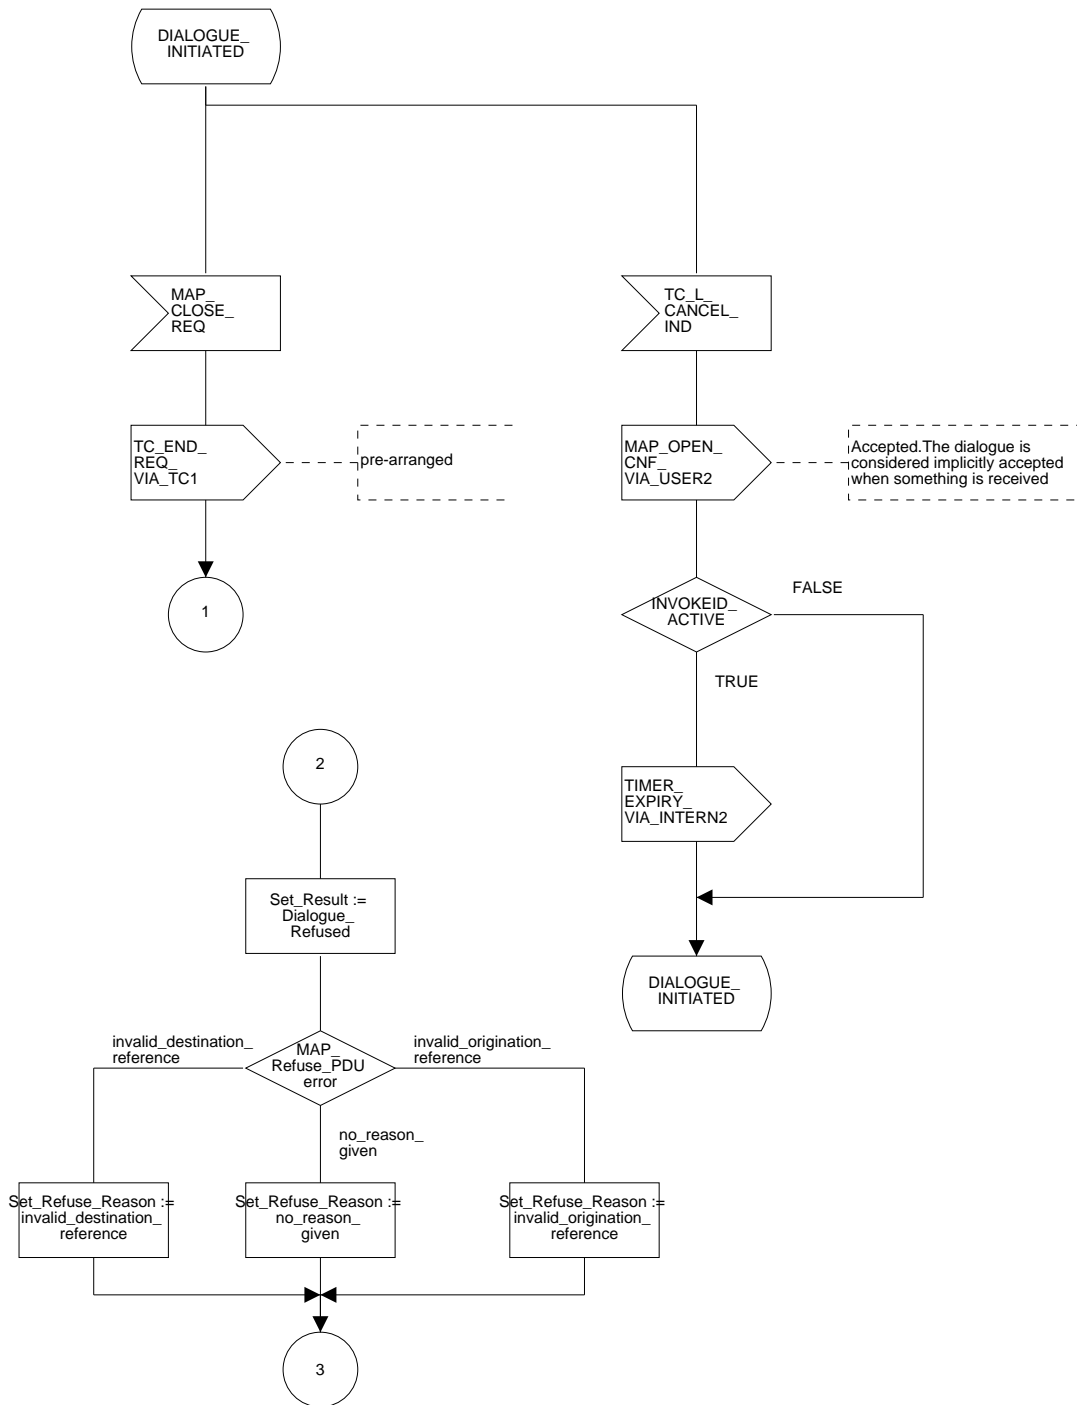 DIALOGUE_
INITIATED
MAP_
CLOSE_
REQ
TC_L_
CANCEL_
IND
TC_END_
REQ_
VIA_TC1
pre-arranged
MAP_OPEN_
CNF_
VIA_USER2
Accepted.The dialogue is
considered implicitly accepted
when something is received
1
INVOKEID_
ACTIVE
FALSE
TRUE
2
TIMER_
EXPIRY_
VIA_INTERN2
Set_Result :=
Dialogue_
Refused
DIALOGUE_
INITIATED
invalid_destination_
reference
MAP_
Refuse_PDU
error
invalid_origination_
reference
no_reason_
given
Set_Refuse_Reason :=
invalid_destination_
reference
Set_Refuse_Reason :=
no_reason_
given
Set_Refuse_Reason :=
invalid_origination_
reference
3